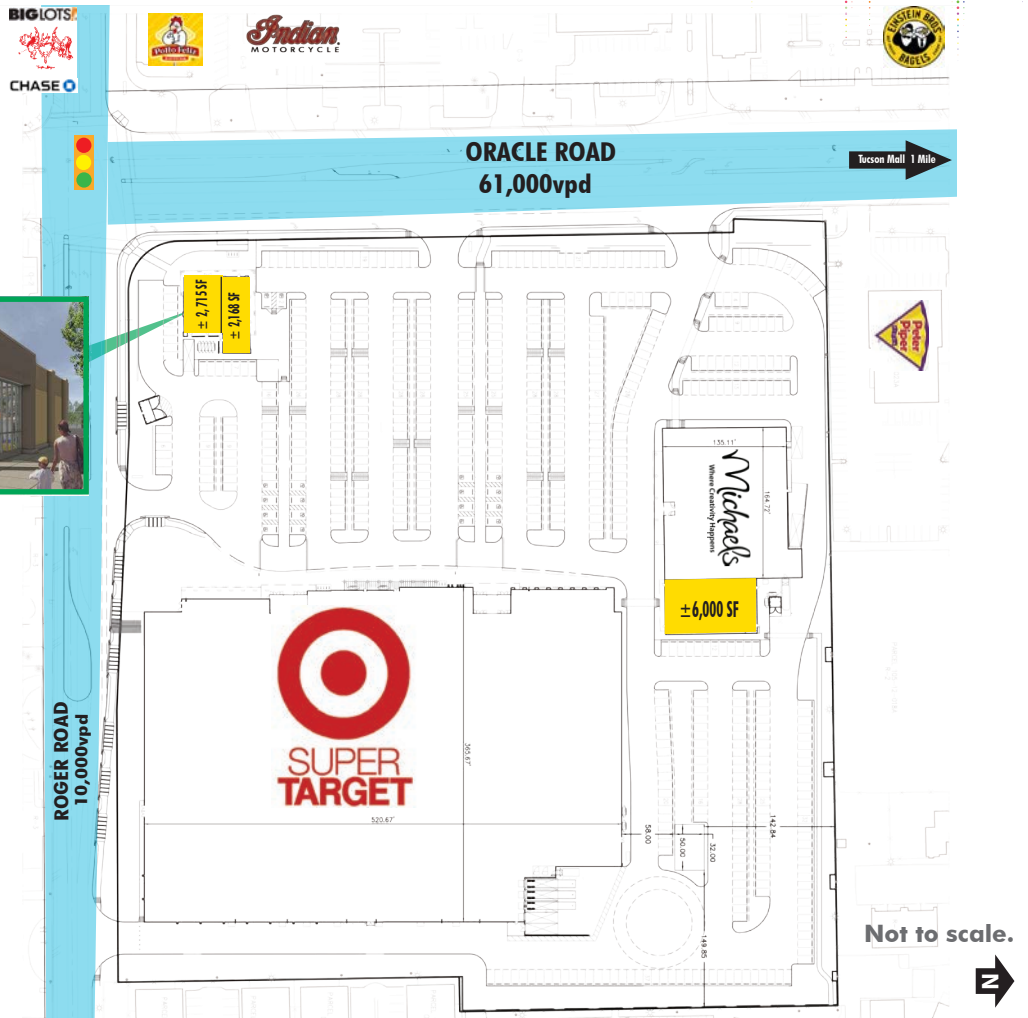 BIGLOTS!
CHASE
Pollo Feliz
Indian
MOTORCYCLE
EINSTEIN BROS
BAGELS
ORACLE ROAD
61,000vpd
Tucson Mall 1 Mile
± 2,715 SF
± 2,168 SF
Peter
Piper
PIZZA
135.11'
164.72'
Michaels
Where Creativity Happens
±6,000 SF
SUPER
TARGET
365.67'
520.67'
ROGER ROAD
10,000vpd
58.00
50.00
32.00
142.84
149.85
Not to scale.
N